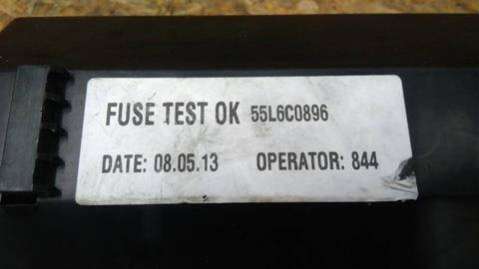 FUSE TEST OK 55L6C0896
DATE: 08.05.13 OPERATOR: 844